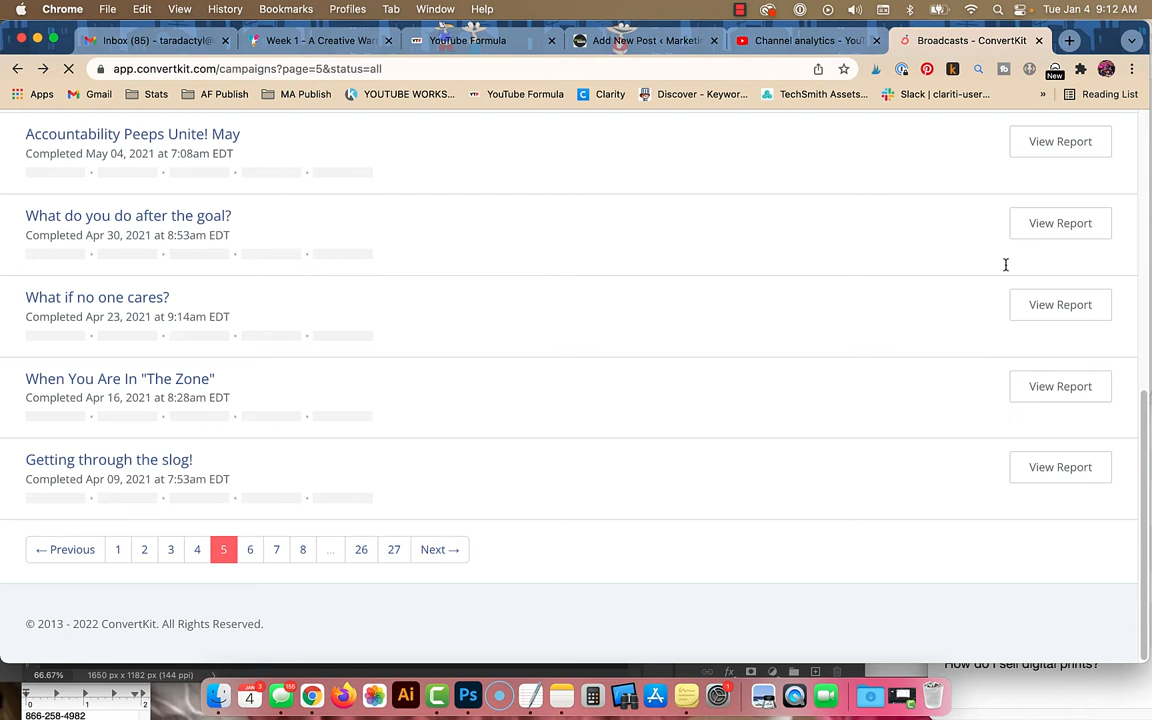 Chrome File Edit View History Bookmarks Profiles Tab Window Help Tue Jan 4 9:12 AM
Inbox (85) - taradactyl@ Week 1 - A Creative War YouTube Formula Add New Post ‹ Marketi Channel analytics - YouT Broadcasts - ConvertKit
app.convertkit.com/campaigns?page=5&status=all
New
Apps Gmail Stats AF Publish MA Publish YOUTUBE WORKS... YouTube Formula Clarity Discover - Keywor... TechSmith Assets... Slack | clariti-user... » Reading List
Accountability Peeps Unite! May
Completed May 04, 2021 at 7:08am EDT
View Report
What do you do after the goal?
Completed Apr 30, 2021 at 8:53am EDT
View Report
What if no one cares?
Completed Apr 23, 2021 at 9:14am EDT
View Report
When You Are In "The Zone"
Completed Apr 16, 2021 at 8:28am EDT
View Report
Getting through the slog!
Completed Apr 09, 2021 at 7:53am EDT
View Report
← Previous 1 2 3 4 5 6 7 8 ... 26 27 Next →
© 2013 - 2022 ConvertKit. All Rights Reserved.
How do I sell digital prints?
66.67% 1650 px x 1182 px (144 ppi)
0 1 2
866-258-4982